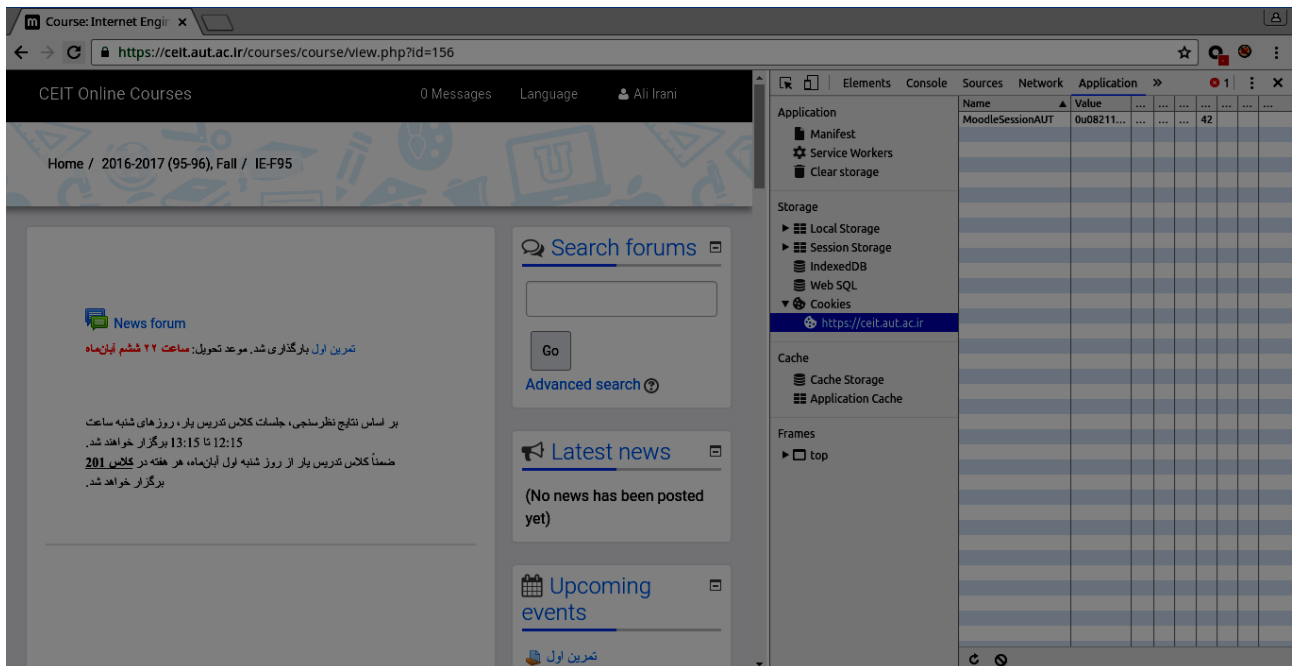 Course: Internet Engin
https://ceit.aut.ac.ir/courses/course/view.php?id=156
CEIT Online Courses
0 Messages
Language
Ali Irani
Home / 2016-2017 (95-96), Fall / IE-F95
News forum
تمرین اول بارگذاری شد. موعد تحویل: ساعت ۲۲ ششم آبان‌ماه
بر اساس نتایج نظرسنجی، جلسات کلاس تدریس یار، روزهای شنبه ساعت
12:15 تا 13:15 برگزار خواهند شد.
ضمناً کلاس تدریس یار از روز شنبه اول آبان‌ماه، هر هفته در کلاس 201
برگزار خواهد شد.
Search forums
Go
Advanced search
Latest news
(No news has been posted
yet)
Upcoming
events
تمرین اول
Elements Console Sources Network Application » 1
Application
Manifest
Service Workers
Clear storage
Storage
Local Storage
Session Storage
IndexedDB
Web SQL
Cookies
https://ceit.aut.ac.ir
Cache
Cache Storage
Application Cache
Frames
top
Name Value ... ... ... ... ... ... ...
MoodleSessionAUT 0u08211... ... ... ... 42